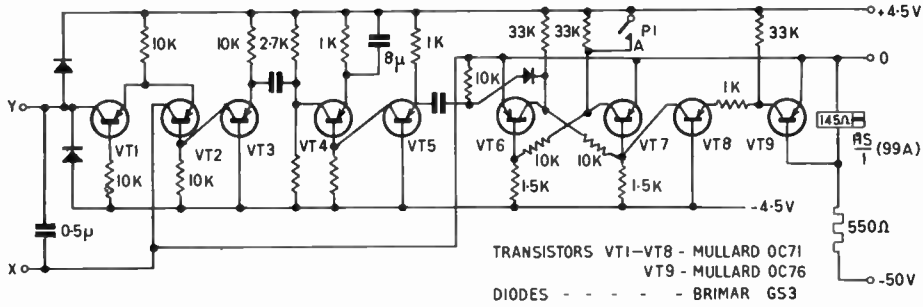 +4·5V
10K
10K
2·7K
1K
8μ
1K
33K
33K
P1
A
33K
0
10K
1K
Y
VT1
VT2
VT3
VT4
VT5
VT6
VT7
VT8
VT9
145Ω
RS
1
(99A)
10K
10K
10K
10K
1·5K
1·5K
0·5μ
-4·5V
550Ω
X
TRANSISTORS VT1-VT8 - MULLARD OC71
VT9 - MULLARD OC76
DIODES - - - - - BRIMAR GS3
-50V